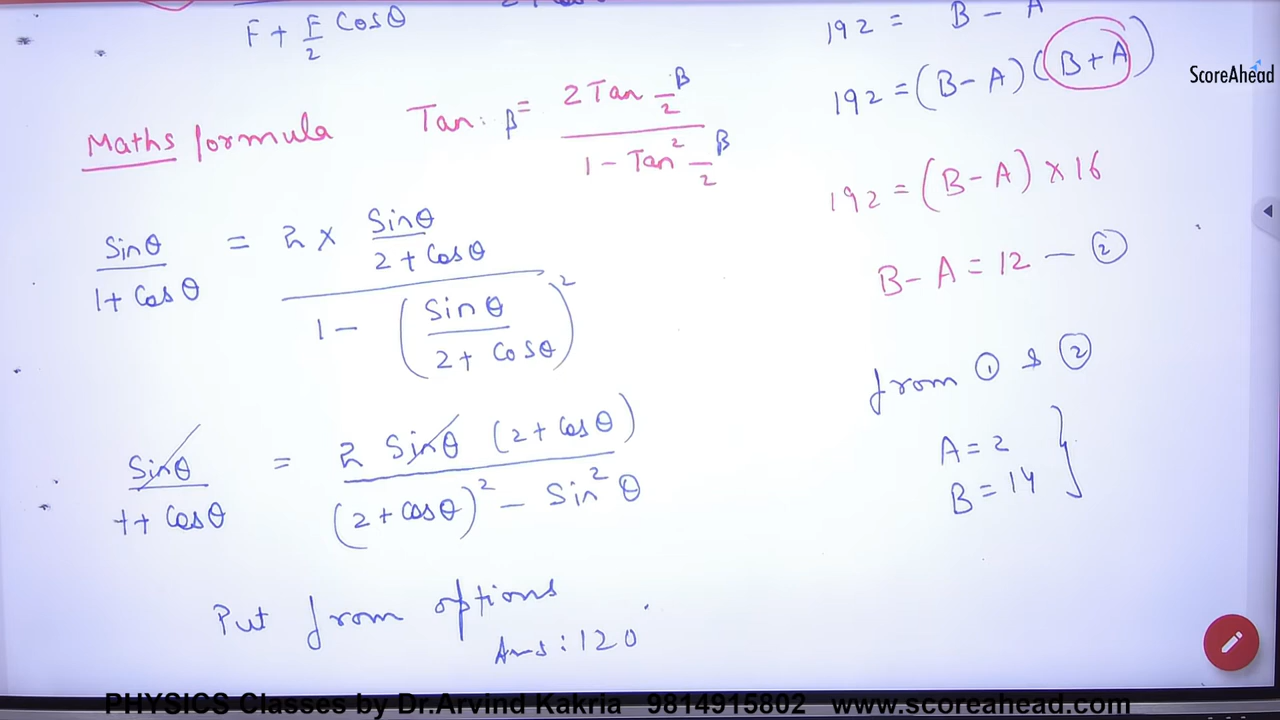 F + F/2 Cosθ
Maths formula Tan β = 2 Tan β/2 / 1 - Tan² β/2
Sinθ / 1 + Cosθ = 2 × Sinθ / 2 + Cosθ / 1 - (Sinθ / 2 + Cosθ)²
Sinθ / 1 + Cosθ = 2 Sinθ (2 + Cosθ) / (2 + Cosθ)² - Sin²θ
Put from options
Ans: 120
192 = B - A
192 = (B - A)(B + A)
192 = (B - A) × 16
B - A = 12 — ②
from ① & ②
A = 2
B = 14
ScoreAhead
PHYSICS Classes by Dr.Arvind Kakria 9814915802 www.scoreahead.com